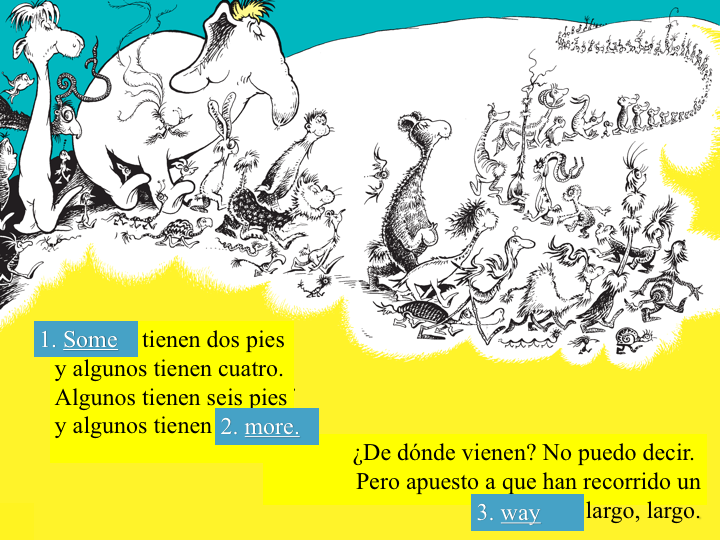 1. Some tienen dos pies
y algunos tienen cuatro.
Algunos tienen seis pies
y algunos tienen 2. more.
¿De dónde vienen? No puedo decir.
Pero apuesto a que han recorrido un
3. way largo, largo.